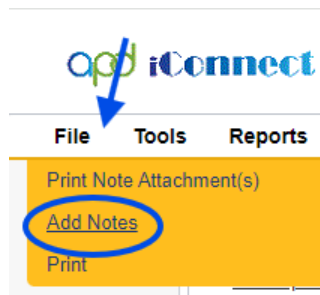 apd iConnect
File Tools Reports
Print Note Attachment(s)
Add Notes
Print